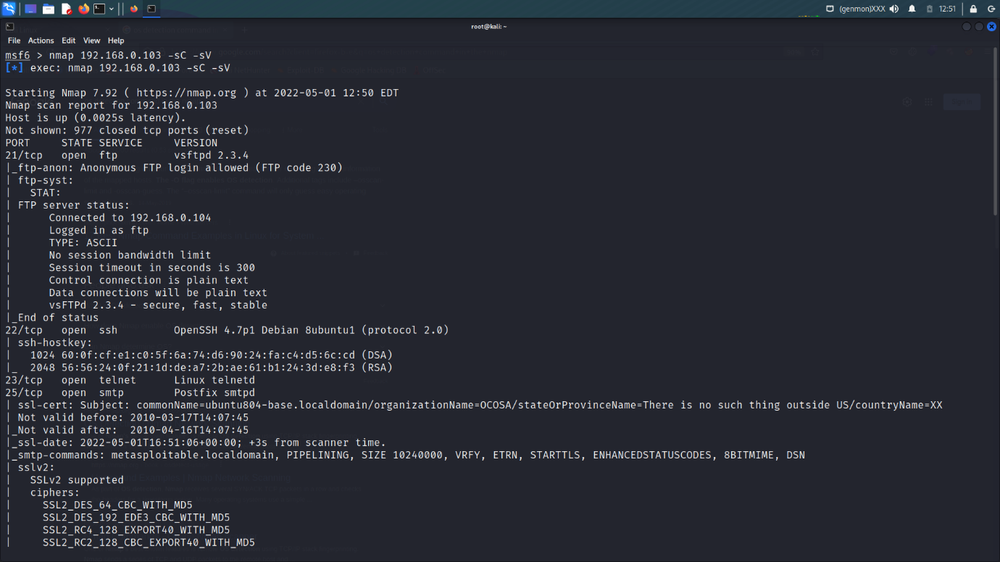 (genmon)XXX 12:51
root@kali: ~
File Actions Edit View Help
msf6 > nmap 192.168.0.103 -sC -sV
[*] exec: nmap 192.168.0.103 -sC -sV
Starting Nmap 7.92 ( https://nmap.org ) at 2022-05-01 12:50 EDT
Nmap scan report for 192.168.0.103
Host is up (0.0025s latency).
Not shown: 977 closed tcp ports (reset)
PORT     STATE SERVICE     VERSION
21/tcp   open  ftp         vsftpd 2.3.4
|_ftp-anon: Anonymous FTP login allowed (FTP code 230)
| ftp-syst:
|   STAT:
| FTP server status:
|      Connected to 192.168.0.104
|      Logged in as ftp
|      TYPE: ASCII
|      No session bandwidth limit
|      Session timeout in seconds is 300
|      Control connection is plain text
|      Data connections will be plain text
|      vsFTPd 2.3.4 - secure, fast, stable
|_End of status
22/tcp   open  ssh         OpenSSH 4.7p1 Debian 8ubuntu1 (protocol 2.0)
| ssh-hostkey:
|   1024 60:0f:cf:e1:c0:5f:6a:74:d6:90:24:fa:c4:d5:6c:cd (DSA)
|_  2048 56:56:24:0f:21:1d:de:a7:2b:ae:61:b1:24:3d:e8:f3 (RSA)
23/tcp   open  telnet      Linux telnetd
25/tcp   open  smtp        Postfix smtpd
| ssl-cert: Subject: commonName=ubuntu804-base.localdomain/organizationName=OCOSA/stateOrProvinceName=There is no such thing outside US/countryName=XX
| Not valid before: 2010-03-17T14:07:45
|_Not valid after:  2010-04-16T14:07:45
|_ssl-date: 2022-05-01T16:51:06+00:00; +3s from scanner time.
|_smtp-commands: metasploitable.localdomain, PIPELINING, SIZE 10240000, VRFY, ETRN, STARTTLS, ENHANCEDSTATUSCODES, 8BITMIME, DSN
| sslv2:
|   SSLv2 supported
|   ciphers:
|     SSL2_DES_64_CBC_WITH_MD5
|     SSL2_DES_192_EDE3_CBC_WITH_MD5
|     SSL2_RC4_128_EXPORT40_WITH_MD5
|     SSL2_RC2_128_CBC_EXPORT40_WITH_MD5